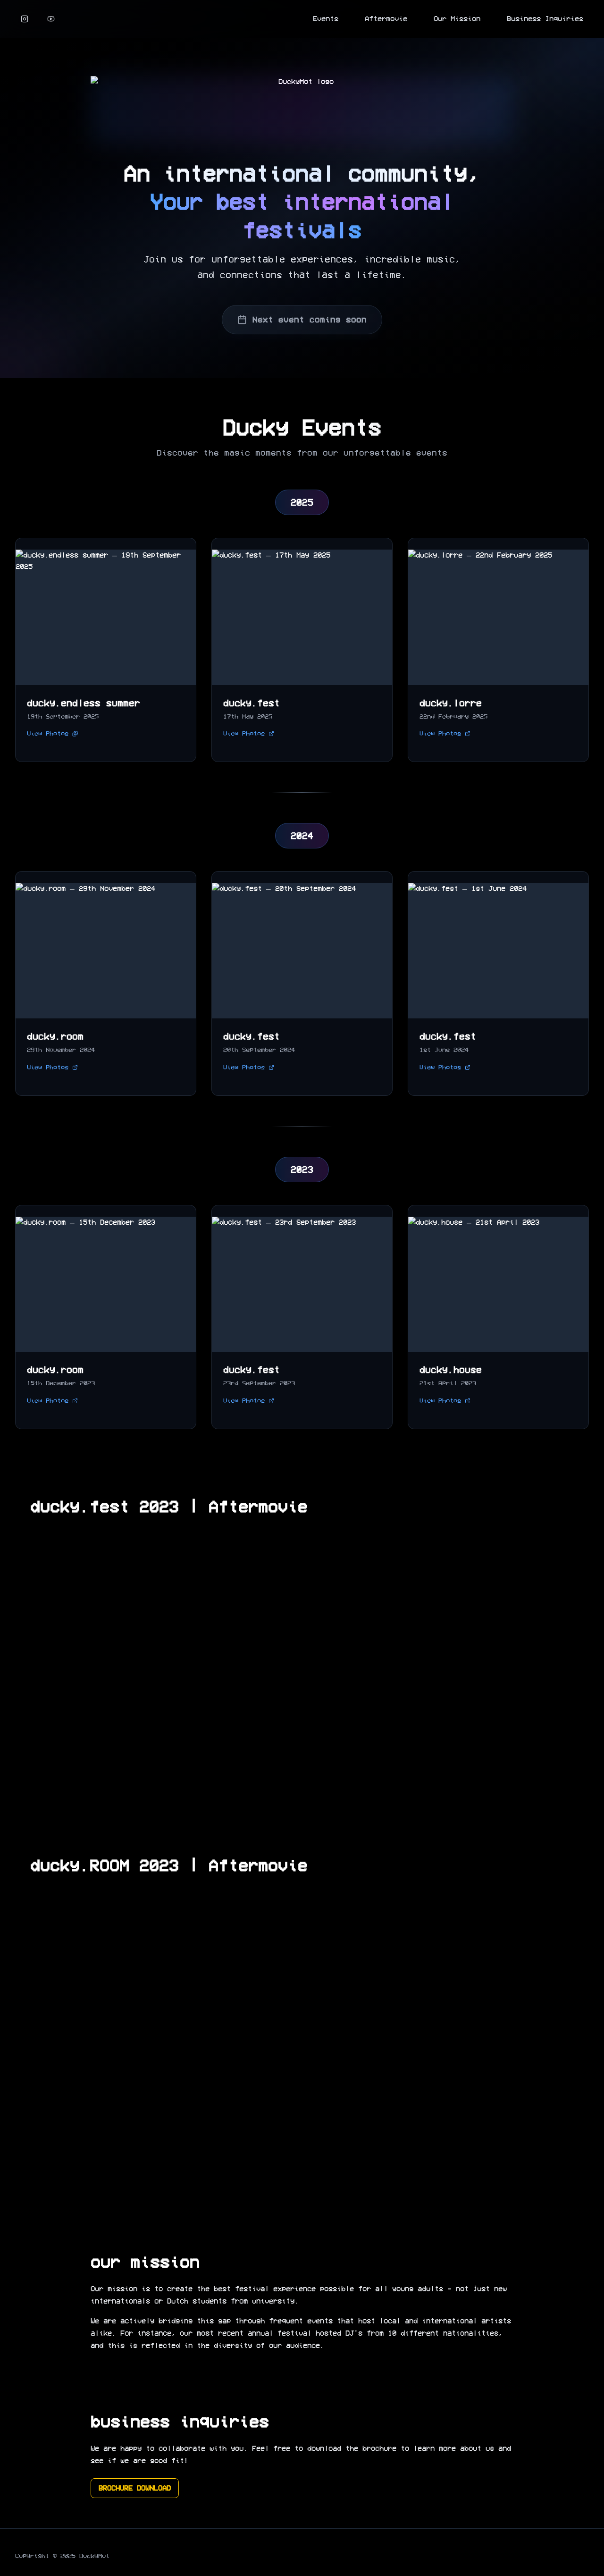 Events Aftermovie Our Mission Business Inquiries
DuckyMot logo
An international community,
Your best international
festivals
Join us for unforgettable experiences, incredible music,
and connections that last a lifetime.
Next event coming soon
Ducky Events
Discover the magic moments from our unforgettable events
2025
ducky.endless summer – 19th September
2025
ducky.endless summer
19th September 2025
View Photos
ducky.fest – 17th May 2025
ducky.fest
17th May 2025
View Photos
ducky.lorre – 22nd February 2025
ducky.lorre
22nd February 2025
View Photos
2024
ducky.room – 29th November 2024
ducky.room
29th November 2024
View Photos
ducky.fest – 20th September 2024
ducky.fest
20th September 2024
View Photos
ducky.fest – 1st June 2024
ducky.fest
1st June 2024
View Photos
2023
ducky.room – 15th December 2023
ducky.room
15th December 2023
View Photos
ducky.fest – 23rd September 2023
ducky.fest
23rd September 2023
View Photos
ducky.house – 21st April 2023
ducky.house
21st April 2023
View Photos
ducky.fest 2023 | Aftermovie
ducky.ROOM 2023 | Aftermovie
our mission
Our mission is to create the best festival experience possible for all young adults - not just new
internationals or Dutch students from university.
We are actively bridging this gap through frequent events that host local and international artists
alike. For instance, our most recent annual festival hosted DJ's from 10 different nationalities,
and this is reflected in the diversity of our audience.
business inquiries
We are happy to collaborate with you. Feel free to download the brochure to learn more about us and
see if we are good fit!
BROCHURE DOWNLOAD
Copyright © 2025 DuckyMot